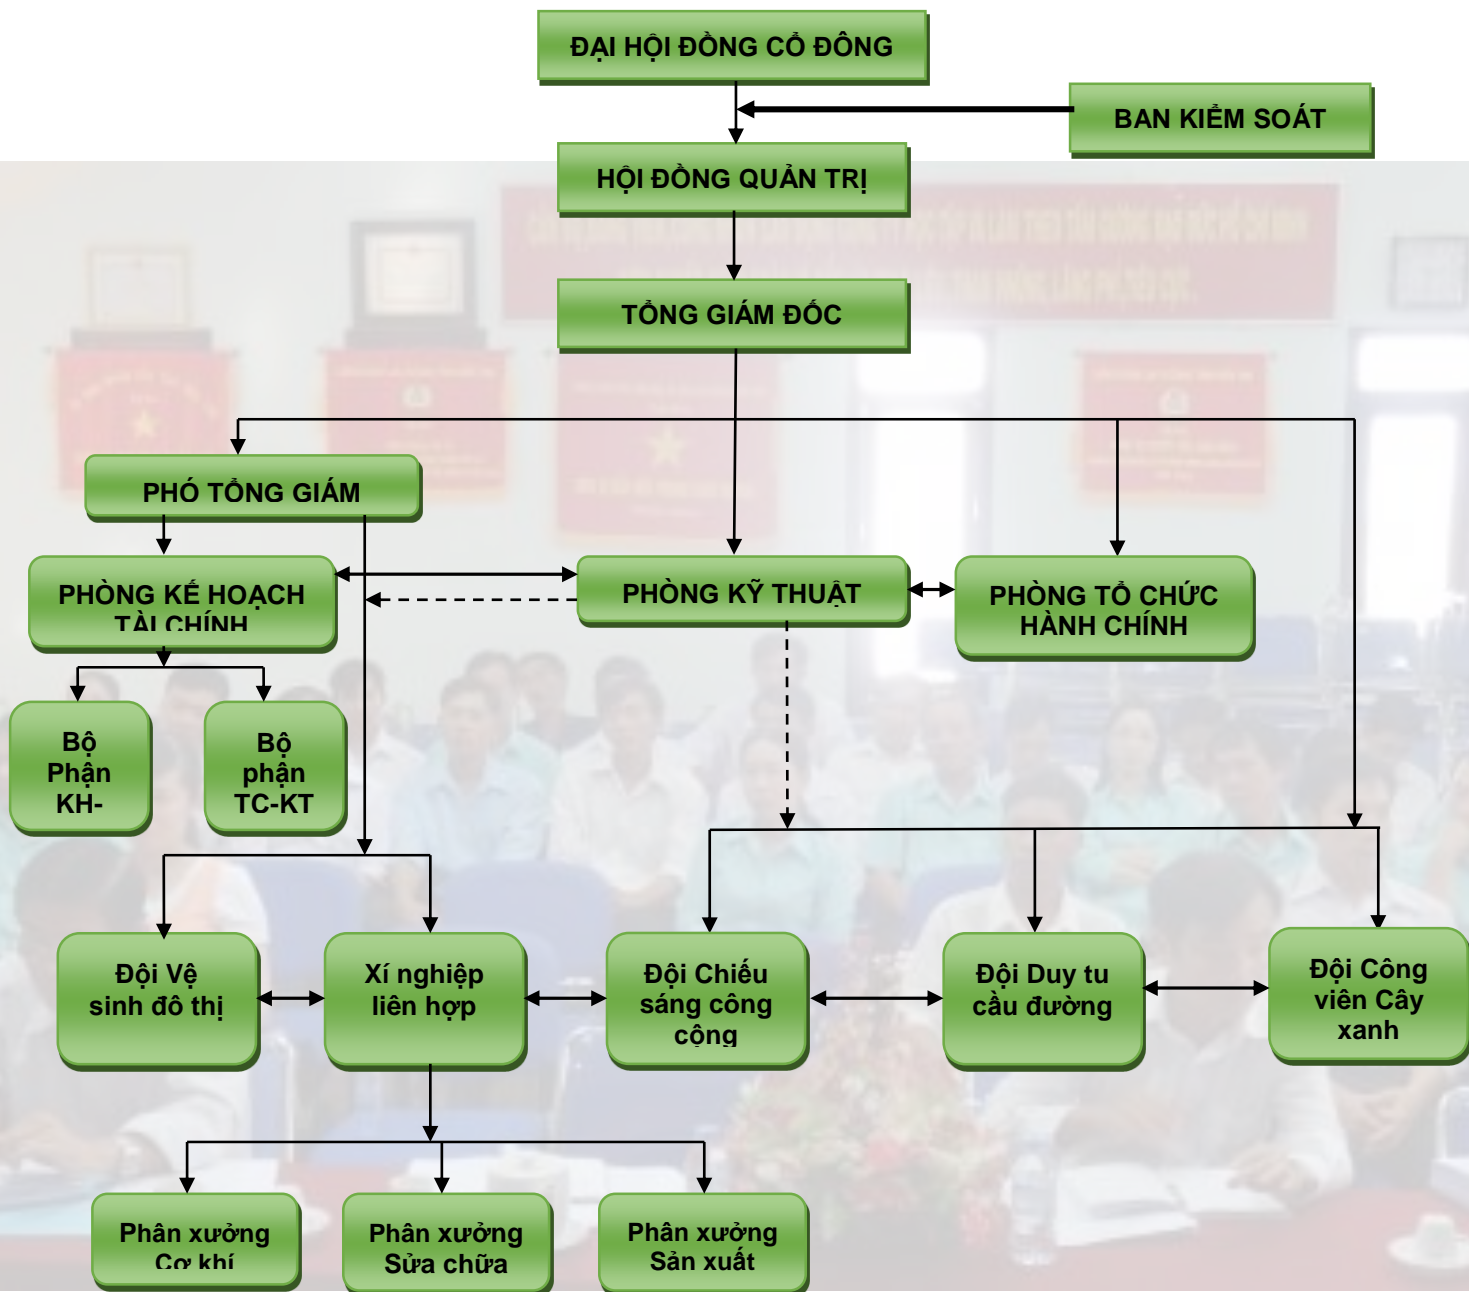 ĐẠI HỘI ĐỒNG CỔ ĐÔNG
BAN KIỂM SOÁT
HỘI ĐỒNG QUẢN TRỊ
TỔNG GIÁM ĐỐC
PHÓ TỔNG GIÁM
PHÒNG KẾ HOẠCH
TÀI CHÍNH
PHÒNG KỸ THUẬT
PHÒNG TỔ CHỨC
HÀNH CHÍNH
Bộ
Phận
KH-
Bộ
phận
TC-KT
Đội Vệ
sinh đô thị
Xí nghiệp
liên hợp
Đội Chiếu
sáng công
cộng
Đội Duy tu
cầu đường
Đội Công
viên Cây
xanh
Phân xưởng
Cơ khí
Phân xưởng
Sửa chữa
Phân xưởng
Sản xuất